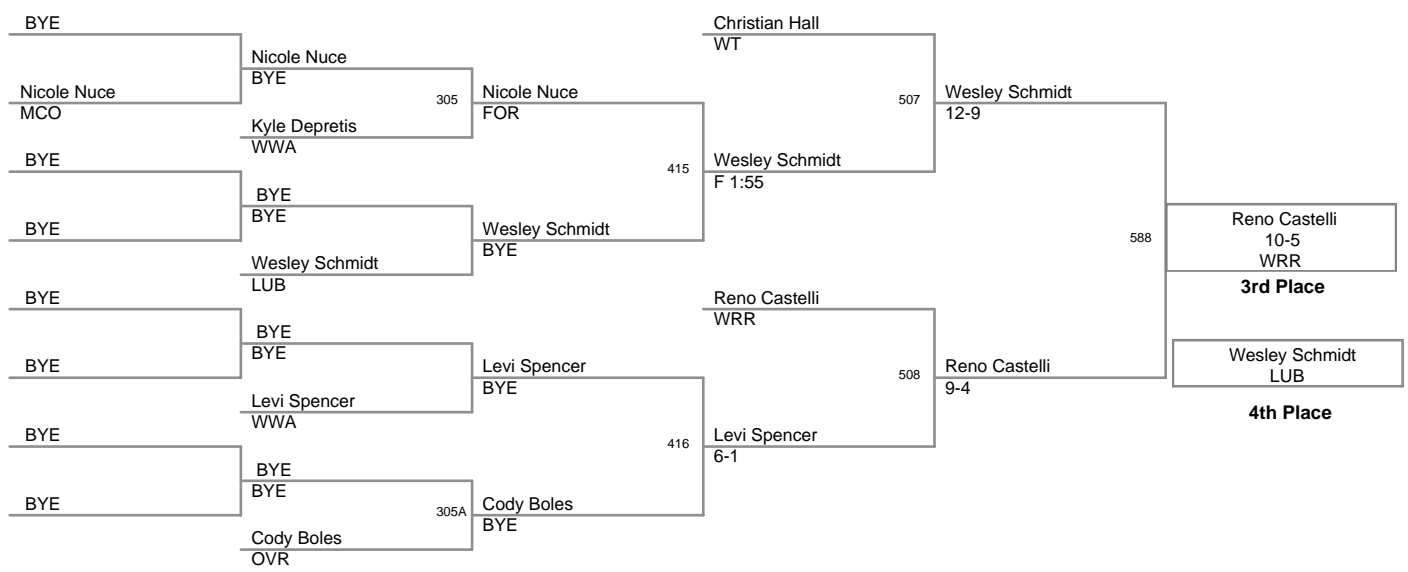 BYE
Nicole Nuce
MCO
BYE
BYE
BYE
BYE
BYE
BYE
Nicole Nuce
BYE
305
Kyle Depretis
WWA
BYE
BYE
Wesley Schmidt
LUB
BYE
BYE
Levi Spencer
WWA
BYE
BYE
305A
Cody Boles
OVR
Nicole Nuce
FOR
415
Wesley Schmidt
BYE
Levi Spencer
BYE
416
Cody Boles
BYE
Christian Hall
WT
507
Wesley Schmidt
F 1:55
Reno Castelli
WRR
508
Levi Spencer
6-1
Wesley Schmidt
12-9
588
Reno Castelli
9-4
Reno Castelli
10-5
WRR
3rd Place
Wesley Schmidt
LUB
4th Place